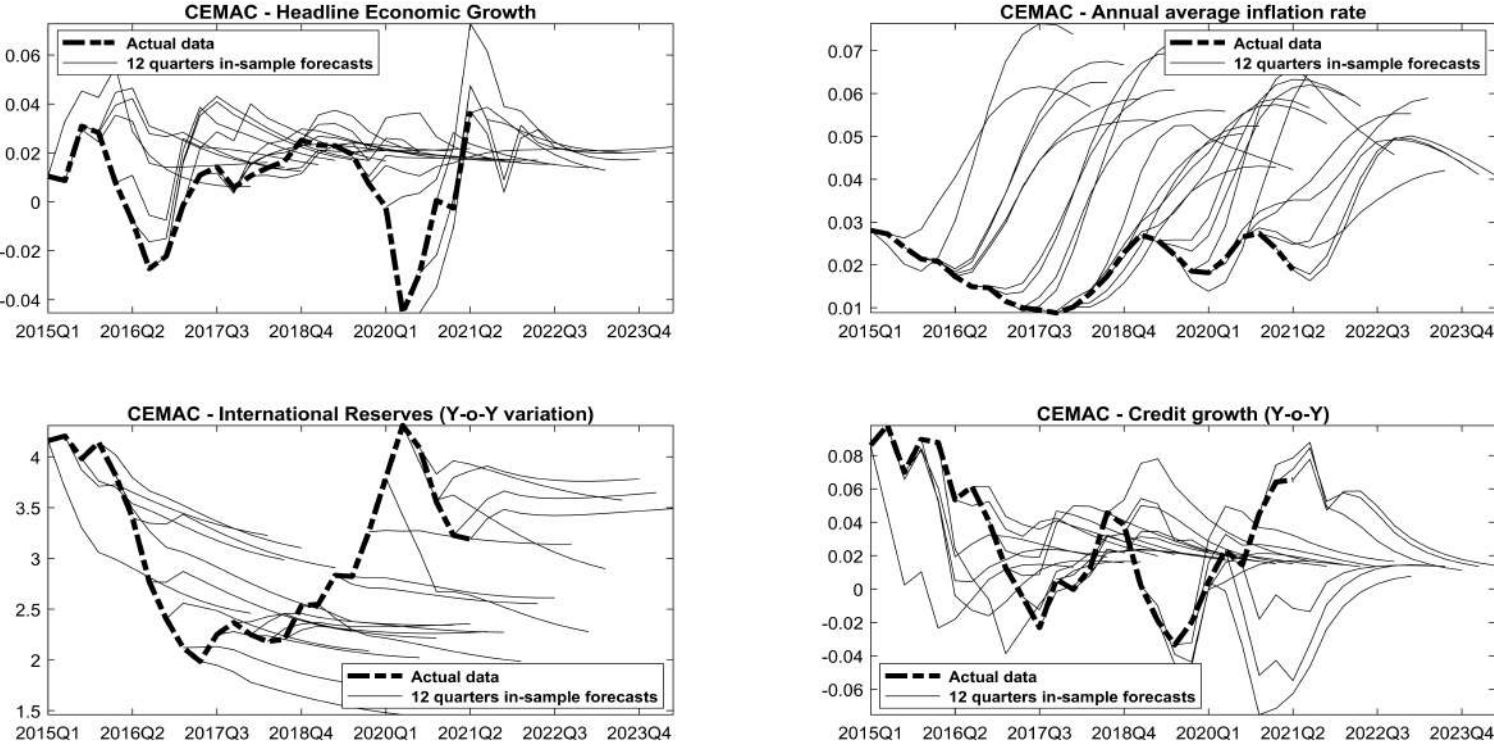 CEMAC - Headline Economic Growth
Actual data
12 quarters in-sample forecasts
0.06
0.04
0.02
0
-0.02
-0.04
2015Q1 2016Q2 2017Q3 2018Q4 2020Q1 2021Q2 2022Q3 2023Q4
CEMAC - Annual average inflation rate
Actual data
12 quarters in-sample forecasts
0.07
0.06
0.05
0.04
0.03
0.02
0.01
2015Q1 2016Q2 2017Q3 2018Q4 2020Q1 2021Q2 2022Q3 2023Q4
CEMAC - International Reserves (Y-o-Y variation)
4
3.5
3
2.5
2
1.5
Actual data
12 quarters in-sample forecasts
2015Q1 2016Q2 2017Q3 2018Q4 2020Q1 2021Q2 2022Q3 2023Q4
CEMAC - Credit growth (Y-o-Y)
0.08
0.06
0.04
0.02
0
-0.02
-0.04
-0.06
Actual data
12 quarters in-sample forecasts
2015Q1 2016Q2 2017Q3 2018Q4 2020Q1 2021Q2 2022Q3 2023Q4